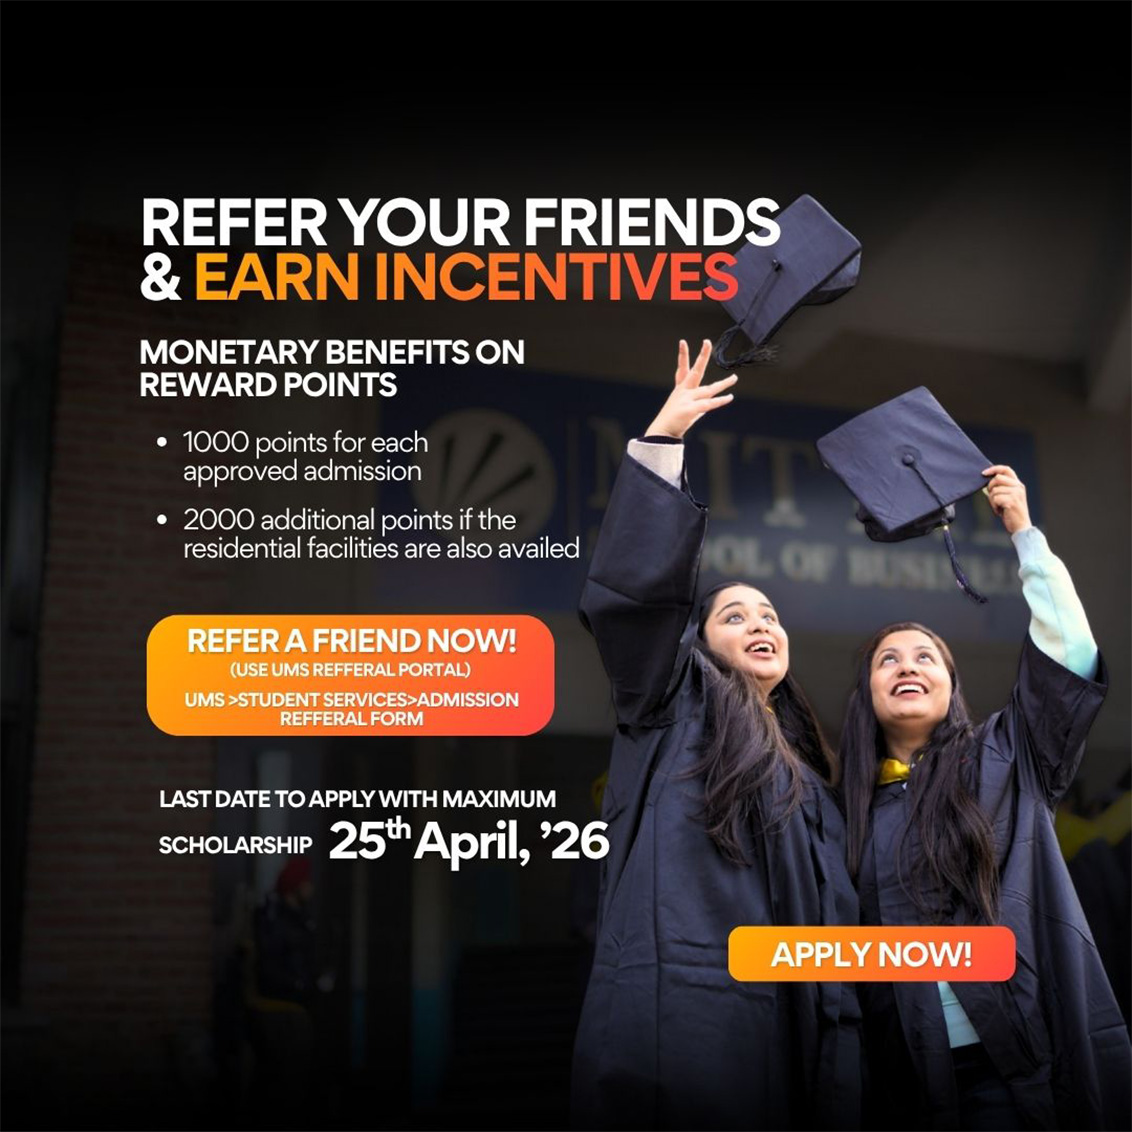 REFER YOUR FRIENDS
& EARN INCENTIVES
MONETARY BENEFITS ON
REWARD POINTS
• 1000 points for each
approved admission
• 2000 additional points if the
residential facilities are also availed
REFER A FRIEND NOW!
(USE UMS REFFERAL PORTAL)
UMS >STUDENT SERVICES>ADMISSION
REFFERAL FORM
LAST DATE TO APPLY WITH MAXIMUM
SCHOLARSHIP 25th April, ’26
APPLY NOW!